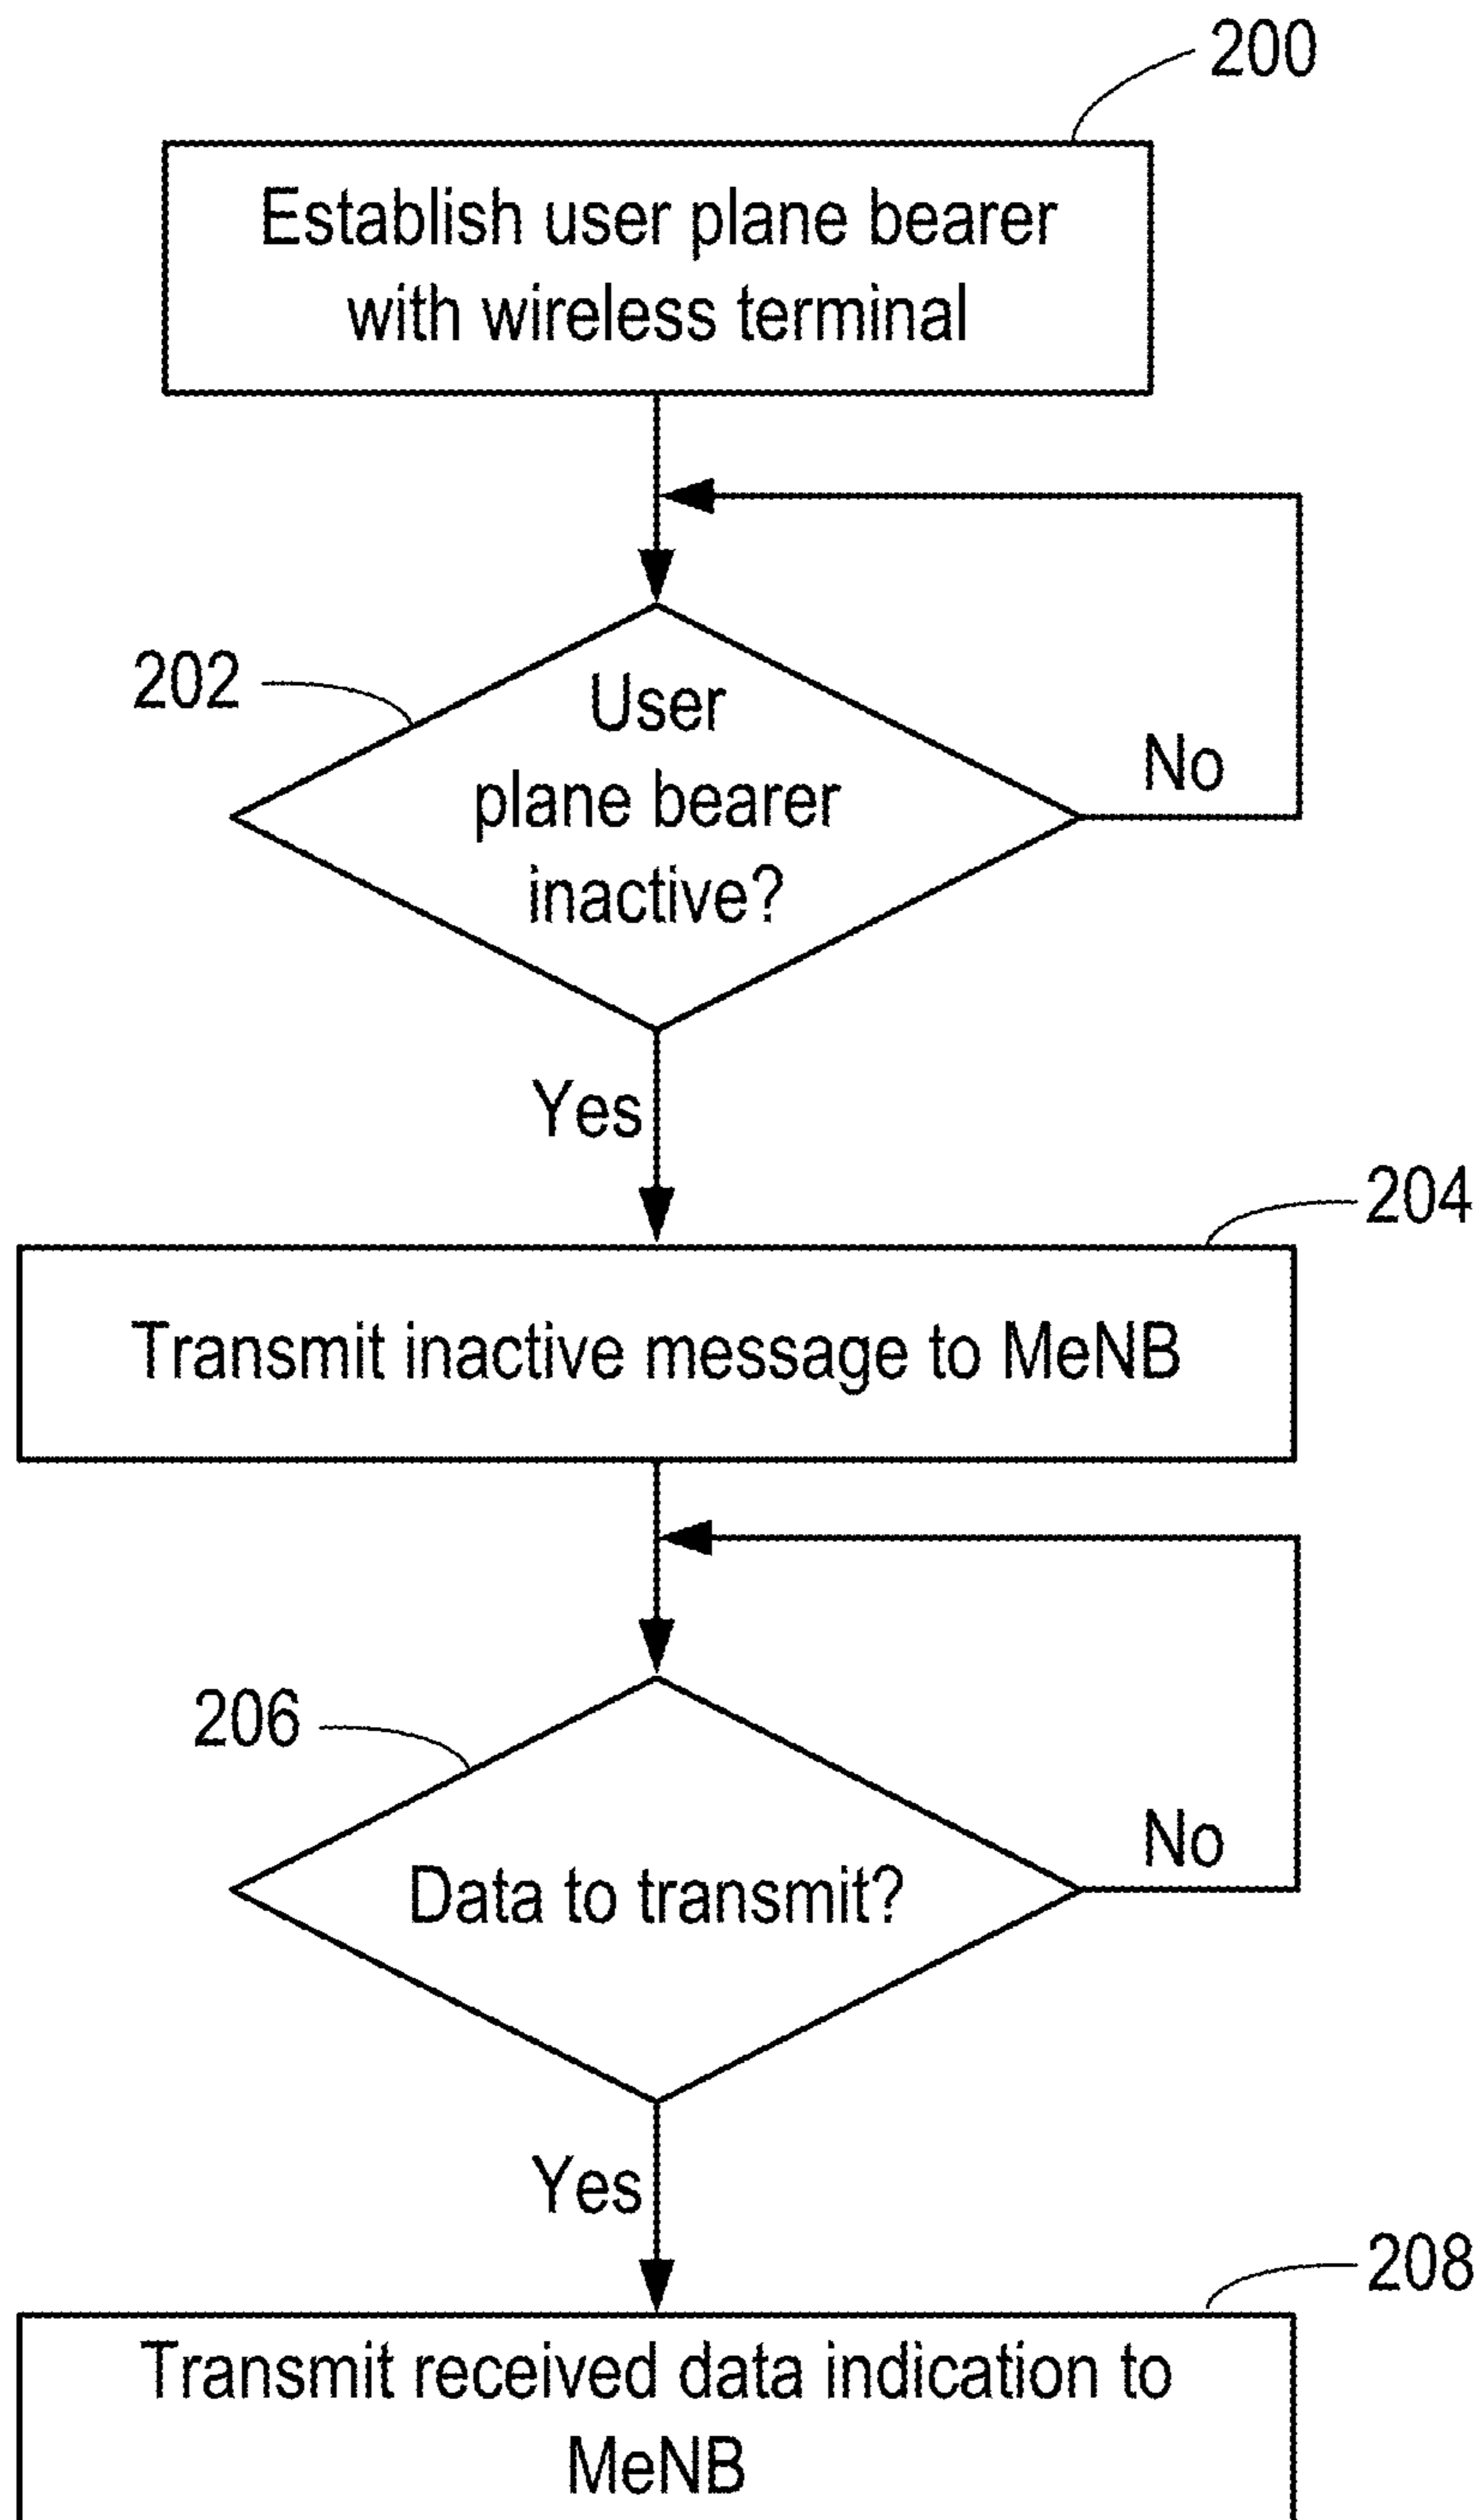 200
Establish user plane bearer
with wireless terminal
202
User
plane bearer
inactive?
No
Yes
204
Transmit inactive message to MeNB
206
Data to transmit?
No
Yes
208
Transmit received data indication to
MeNB